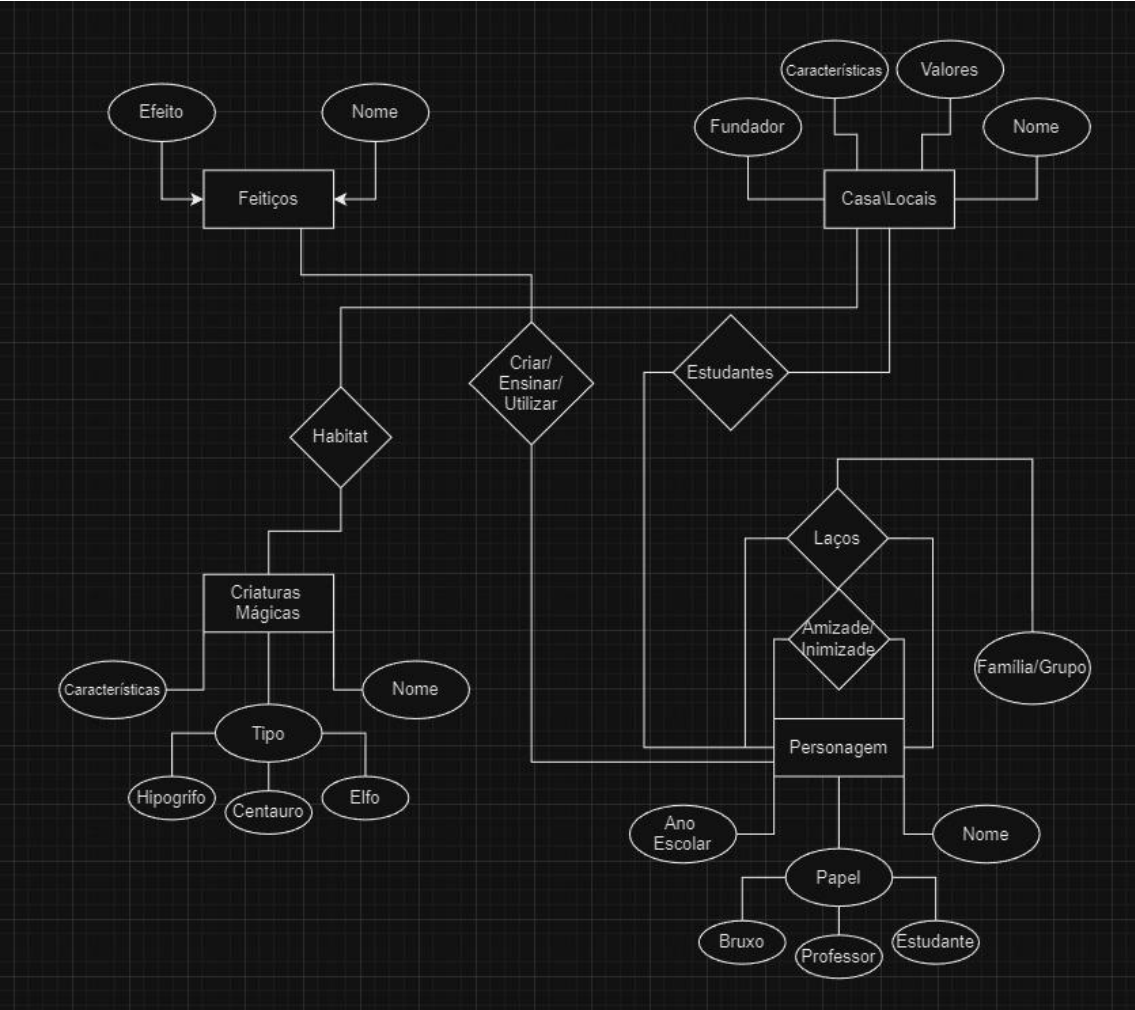 Características
Valores
Efeito
Nome
Fundador
Nome
Feitiços
Casa\Locais
Criar/
Ensinar/
Utilizar
Estudantes
Habitat
Laços
Criaturas
Mágicas
Amizade/
Inimizade
Família/Grupo
Características
Nome
Tipo
Personagem
Hipogrifo
Centauro
Elfo
Ano
Escolar
Nome
Papel
Bruxo
Professor
Estudante